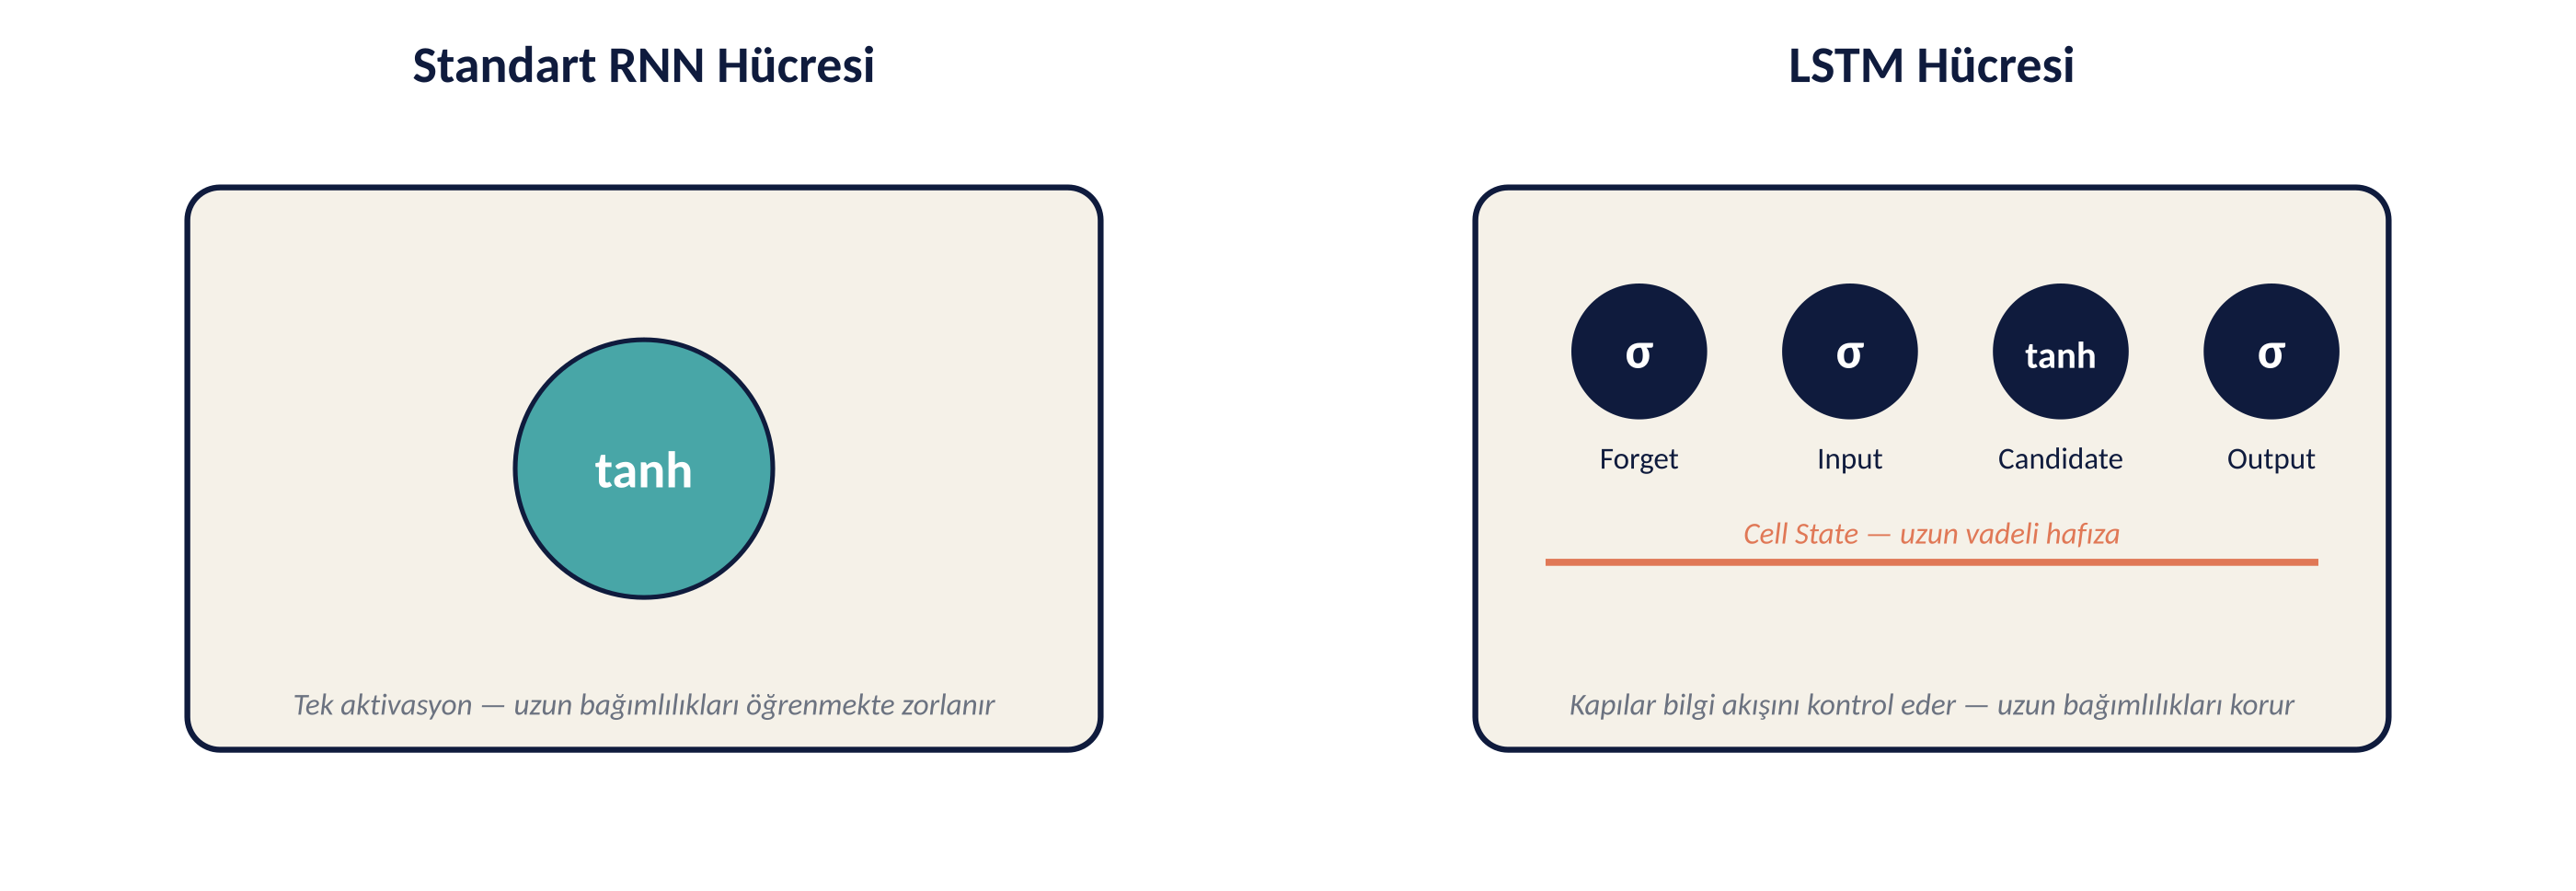 Standart RNN Hücresi
tanh
Tek aktivasyon — uzun bağımlılıkları öğrenmekte zorlanır
LSTM Hücresi
σ σ tanh σ
Forget Input Candidate Output
Cell State — uzun vadeli hafıza
Kapılar bilgi akışını kontrol eder — uzun bağımlılıkları korur